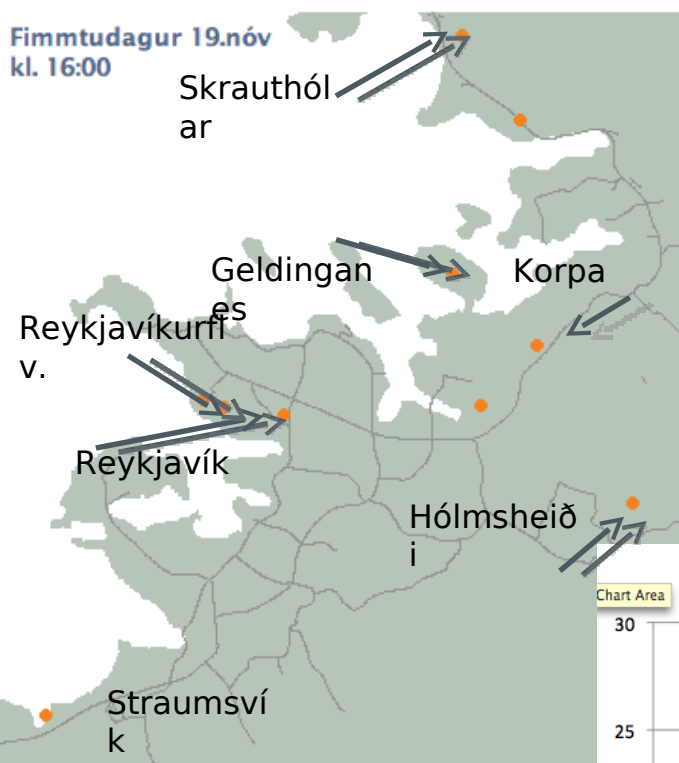 Fimmtudagur 19.nóv
kl. 16:00
Skrauthól
ar
Geldingan
es
Korpa
Reykjavíkurfl
v.
Reykjavík
Hólmsheið
i
Chart Area
30
25
Straumsví
k